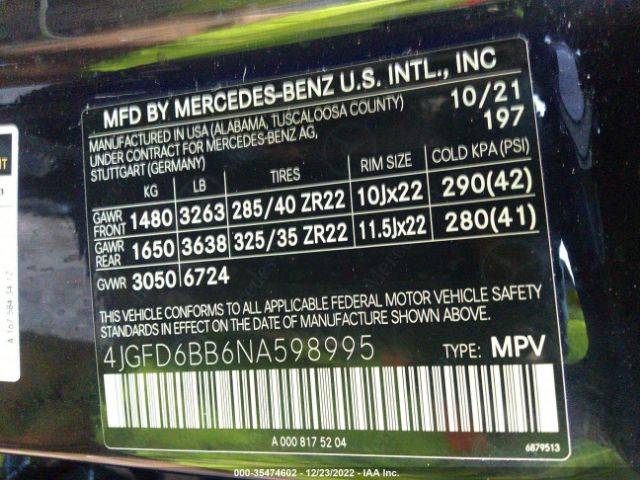 MFD BY MERCEDES-BENZ U.S. INTL., INC
MANUFACTURED IN USA (ALABAMA, TUSCALOOSA COUNTY) 10/21
UNDER CONTRACT FOR MERCEDES-BENZ AG, 197
STUTTGART (GERMANY)
KG LB TIRES RIM SIZE COLD KPA (PSI)
GAWR FRONT 1480 3263 285/40 ZR22 10Jx22 290(42)
GAWR REAR 1650 3638 325/35 ZR22 11.5Jx22 280(41)
GVWR 3050 6724
THIS VEHICLE CONFORMS TO ALL APPLICABLE FEDERAL MOTOR VEHICLE SAFETY
STANDARDS IN EFFECT ON THE DATE OF MANUFACTURE SHOWN ABOVE.
4JGFD6BB6NA598995 TYPE: MPV
A 000 817 52 04
6879513
A 167 584 34 12
000-35474602 - 12/23/2022 - IAA Inc.